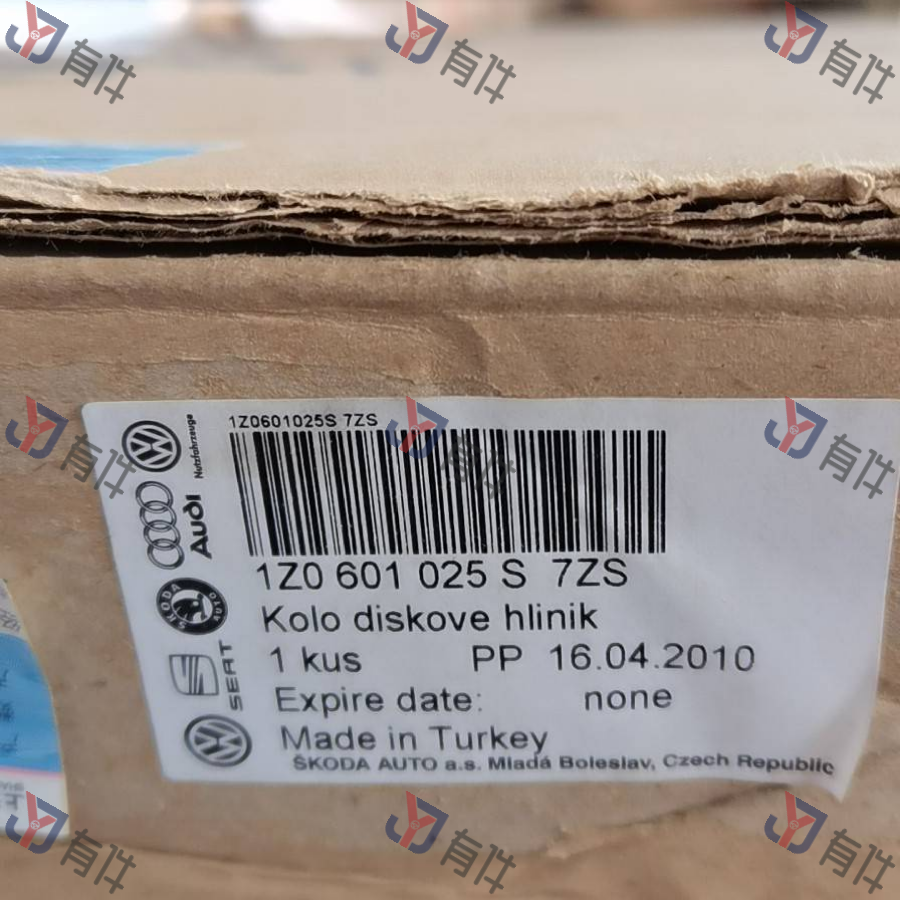 有件
有件
有件
1Z0601025S 7ZS
Nutzfahrzeuge
Audi
ŠKODA
AUTO
SEAT
1Z0 601 025 S 7ZS
Kolo diskove hlinik
1 kus PP 16.04.2010
Expire date: none
Made in Turkey
ŠKODA AUTO a.s. Mladá Boleslav, Czech Republic
有件
有件
有件
有件
有件
有件